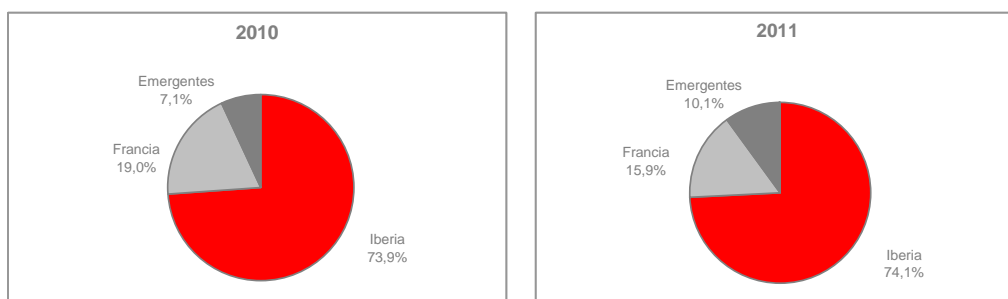 2010
Emergentes
7,1%
Francia
19,0%
Iberia
73,9%
2011
Emergentes
10,1%
Francia
15,9%
Iberia
74,1%